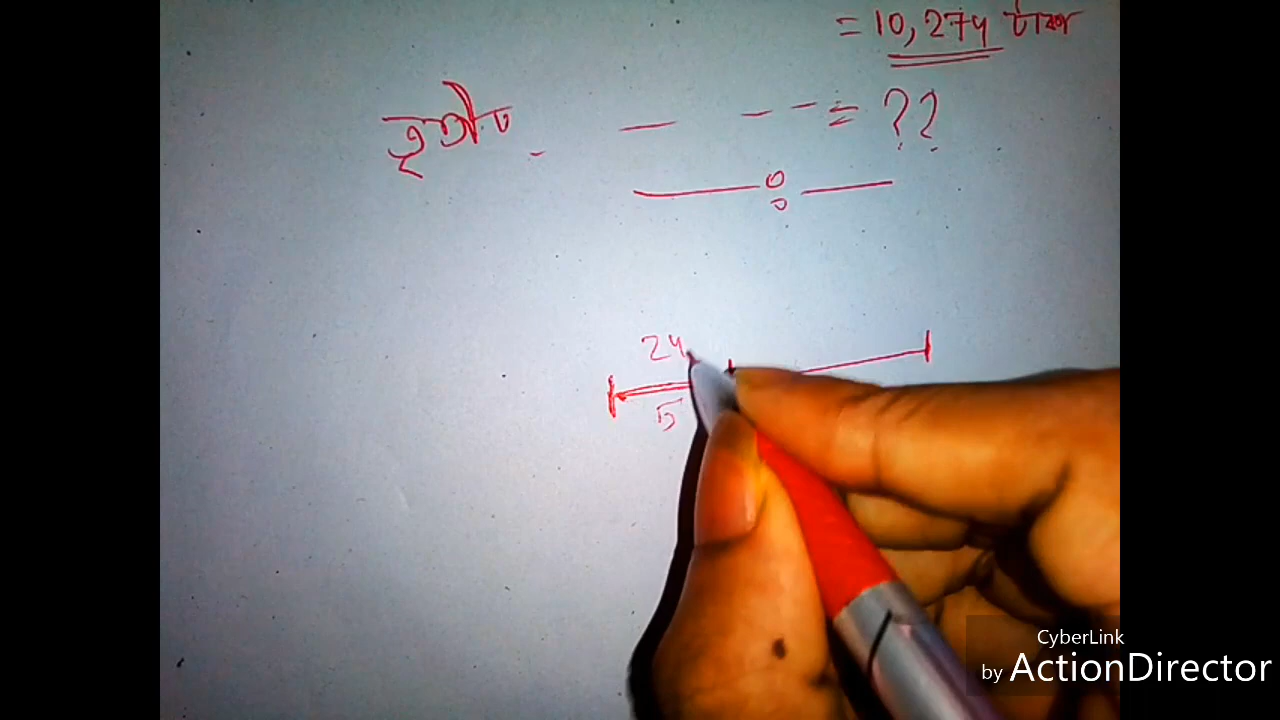 = 10,274 টাকা
তৃতীয় - — - - = ??
24
CyberLink
by ActionDirector